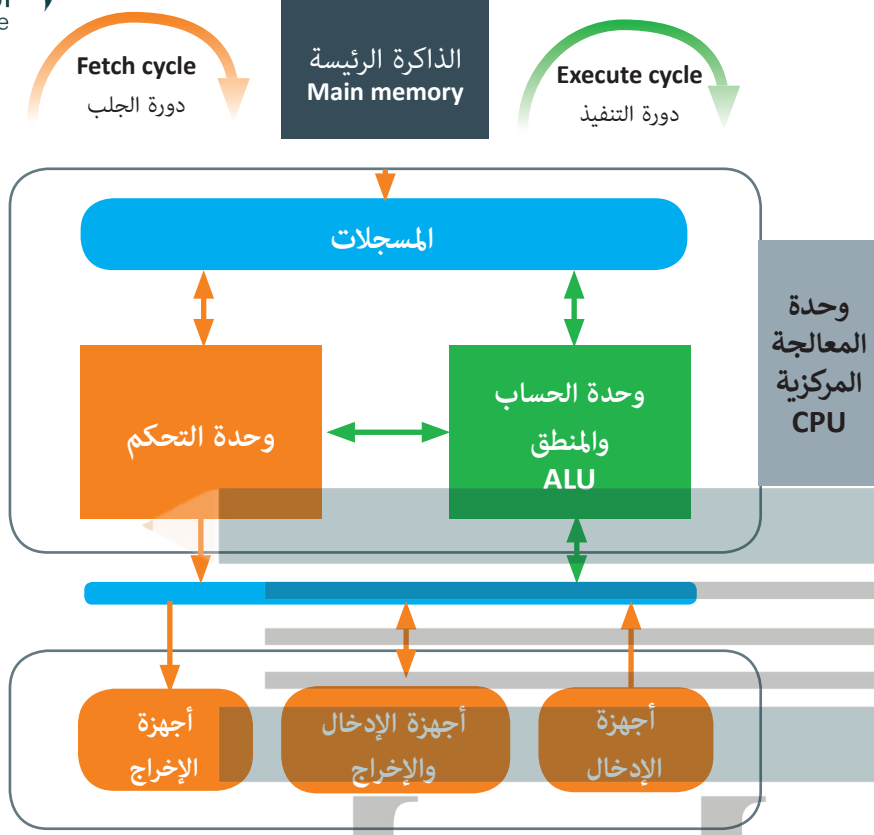 Fetch cycle
دورة الجلب
الذاكرة الرئيسة
Main memory
Execute cycle
دورة التنفيذ
المسجلات
وحدة
المعالجة
المركزية
CPU
وحدة الحساب
والمنطق
ALU
وحدة التحكم
أجهزة
الإدخال
أجهزة الإدخال
والإخراج
أجهزة
الإخراج